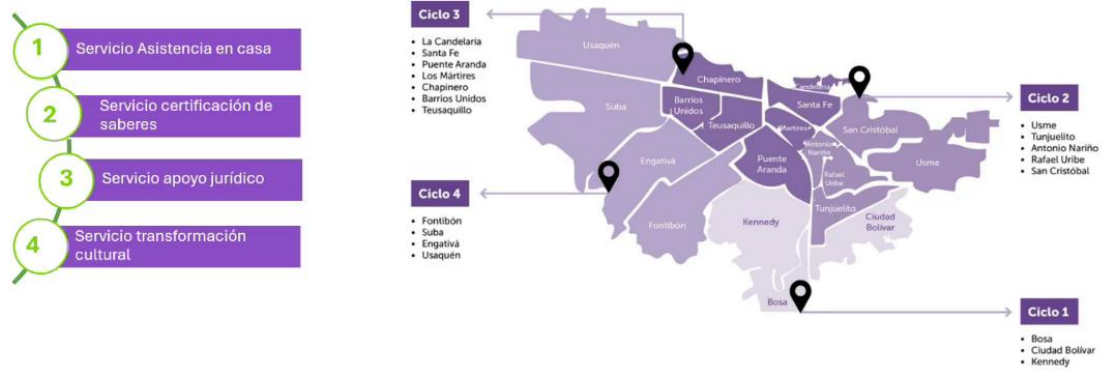 1
Servicio Asistencia en casa
2
Servicio certificación de
saberes
3
Servicio apoyo jurídico
4
Servicio transformación
cultural
Ciclo 3
• La Candelaria
• Santa Fe
• Puente Aranda
• Los Mártires
• Chapinero
• Barrios Unidos
• Teusaquillo
Ciclo 4
• Fontibón
• Suba
• Engativá
• Usaquén
Usaquén
Chapinero
Suba
Barrios
Unidos
Teusaquillo
Santa Fe
Mártires
San Cristóbal
Antonio
Nariño
Engativá
Puente
Aranda
Rafael
Uribe
Usme
Fontibón
Kennedy
Tunjuelito
Ciudad
Bolívar
Bosa
Ciclo 2
• Usme
• Tunjuelito
• Antonio Nariño
• Rafael Uribe
• San Cristóbal
Ciclo 1
• Bosa
• Ciudad Bolívar
• Kennedy